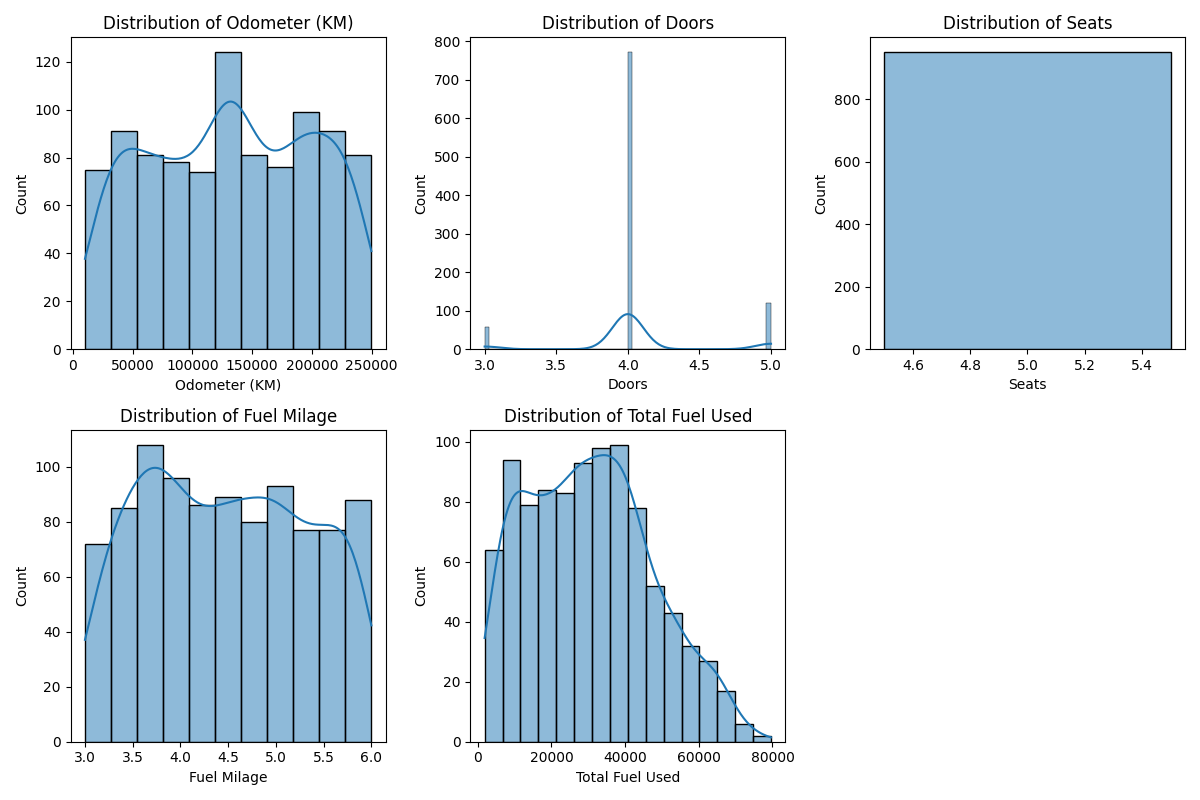 Distribution of Odometer (KM)
120
100
80
60
40
20
0
Count
0 50000 100000 150000 200000 250000
Odometer (KM)
Distribution of Doors
800
700
600
500
400
300
200
100
0
Count
3.0 3.5 4.0 4.5 5.0
Doors
Distribution of Seats
800
600
400
200
0
Count
4.6 4.8 5.0 5.2 5.4
Seats
Distribution of Fuel Milage
100
80
60
40
20
0
Count
3.0 3.5 4.0 4.5 5.0 5.5 6.0
Fuel Milage
Distribution of Total Fuel Used
100
80
60
40
20
0
Count
0 20000 40000 60000 80000
Total Fuel Used